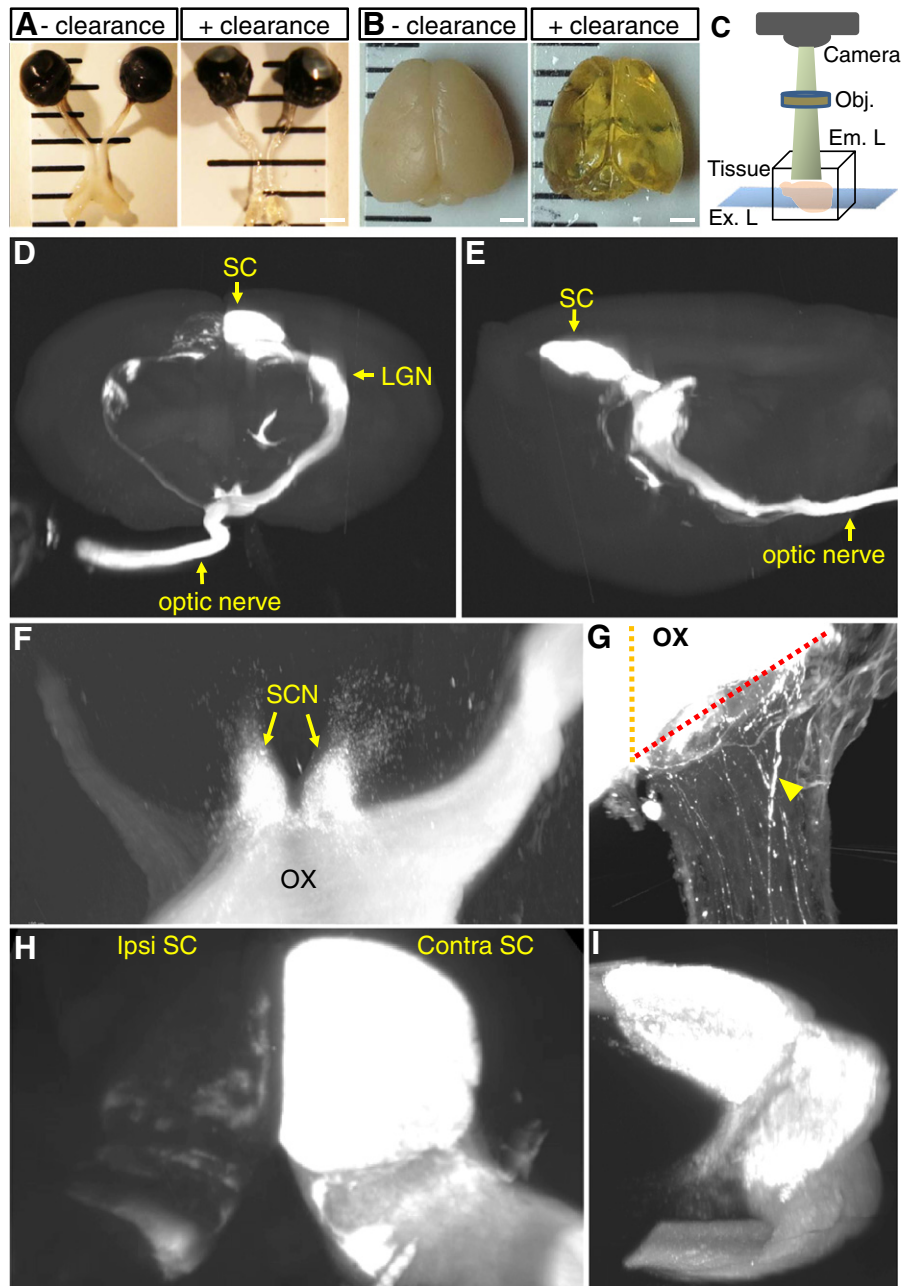 A - clearance
+ clearance
B - clearance
+ clearance
C
Camera
Obj.
Em. L
Tissue
Ex. L
D
SC
LGN
optic nerve
E
SC
optic nerve
F
SCN
OX
G
OX
H
Ipsi SC
Contra SC
I